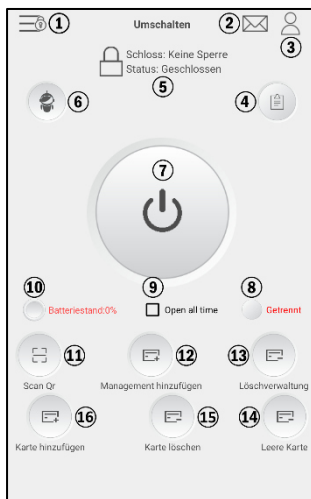 1 Umschalten 2
3
Schloss: Keine Sperre
Status: Geschlossen
5
6 4
7
10 9 8
Batteriestand:0% Open all time Getrennt
11 12 13
Scan Qr Management hinzufügen Löschverwaltung
16 15 14
Karte hinzufügen Karte löschen Leere Karte